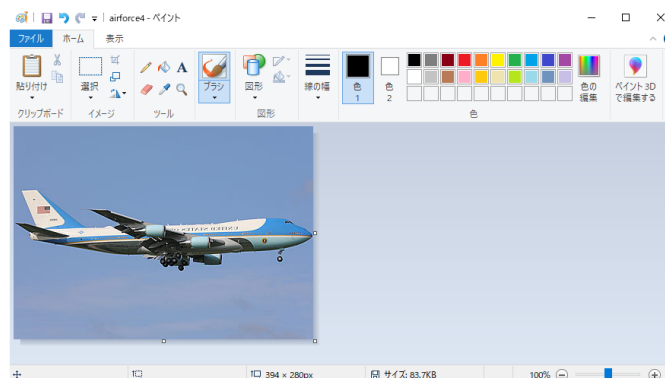 airforce4 - ペイント
ファイル ホーム 表示
貼り付け 選択 A ブラシ 図形 線の幅 色 1 色 2 色の 編集 ペイント 3D で編集する
クリップボード イメージ ツール 図形 色
394 × 280px サイズ: 83.7KB 100%